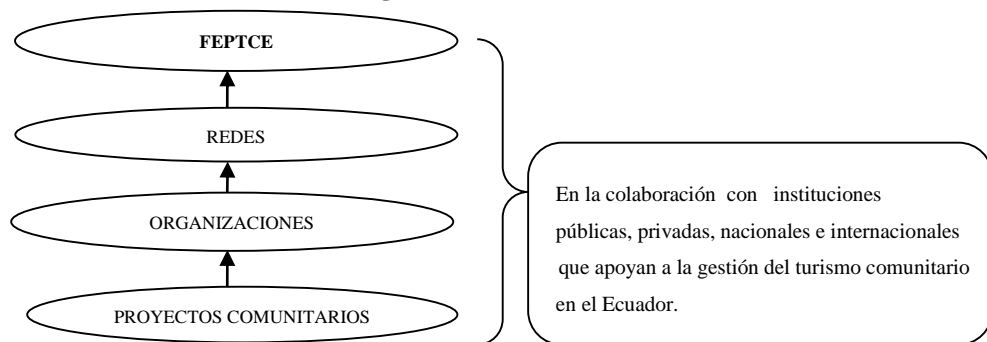 FEPTCE
REDES
ORGANIZACIONES
PROYECTOS COMUNITARIOS
En la colaboración con instituciones
públicas, privadas, nacionales e internacionales
que apoyan a la gestión del turismo comunitario
en el Ecuador.